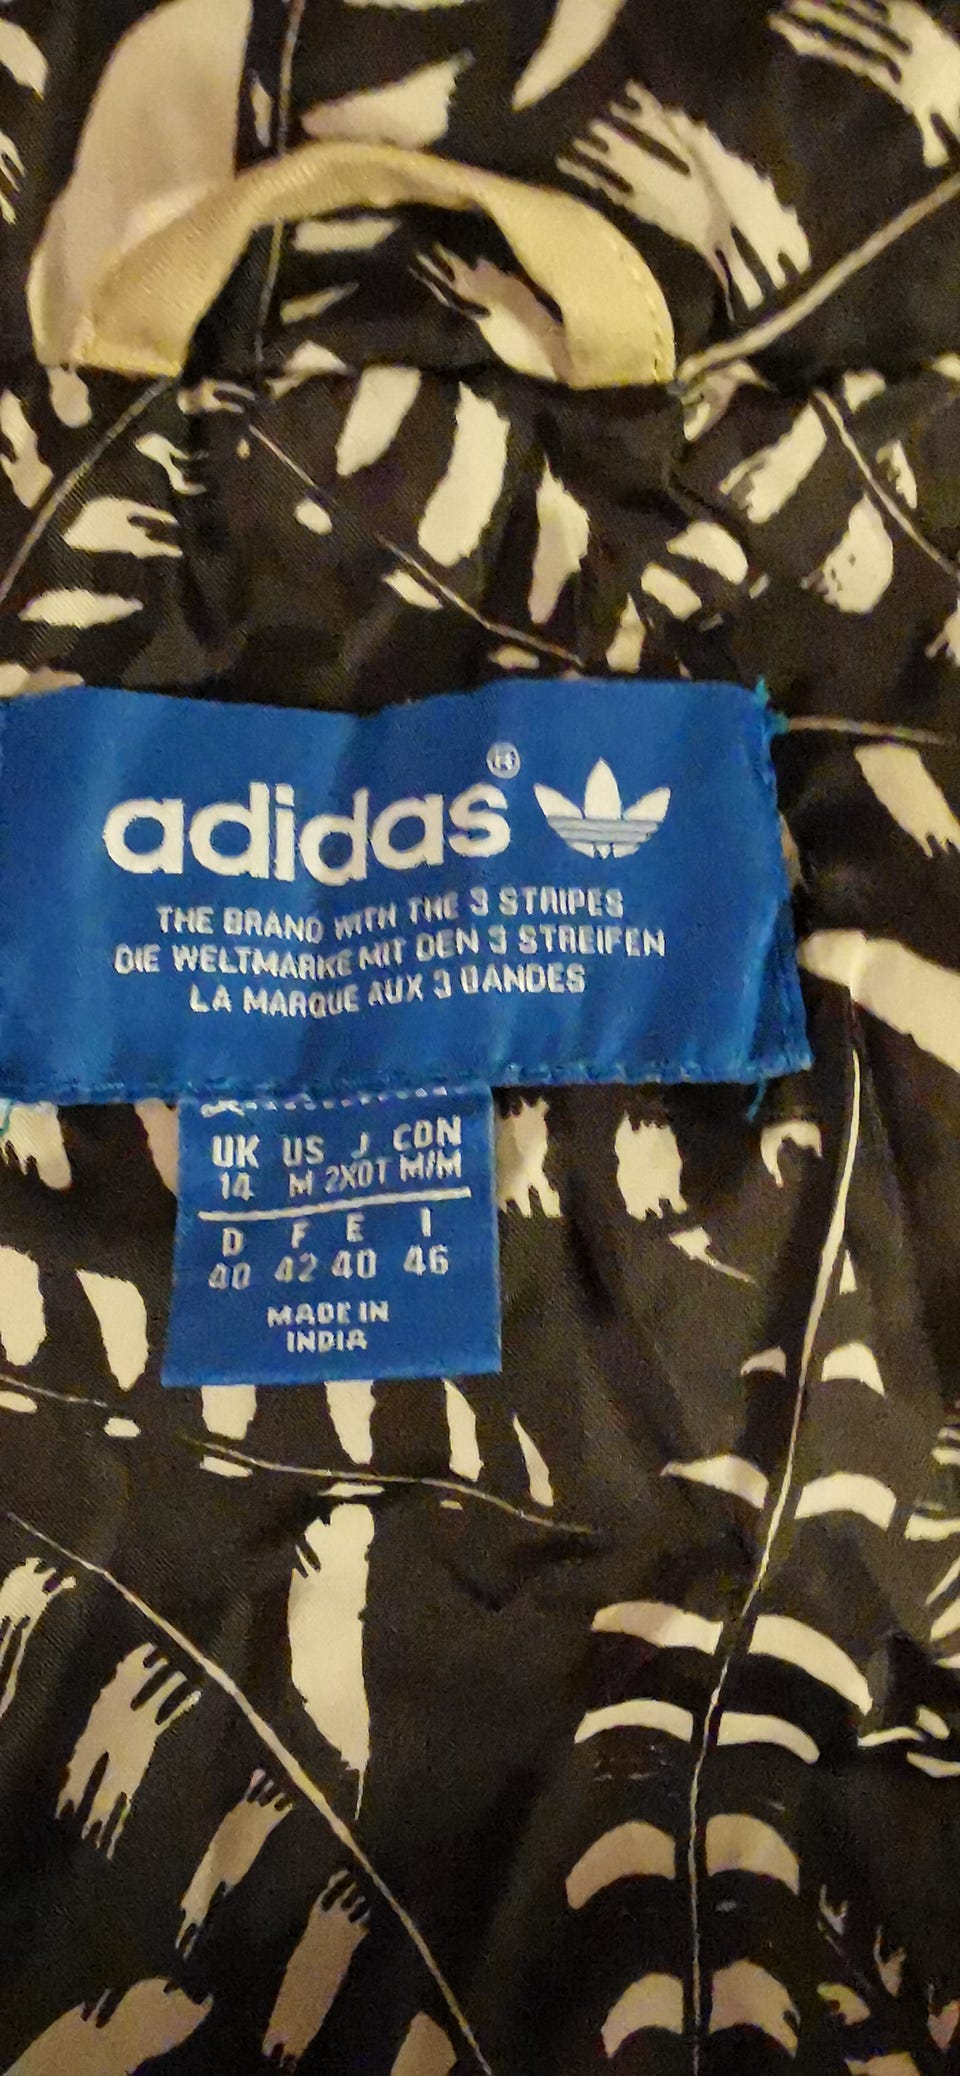 adidas ®
THE BRAND WITH THE 3 STRIPES
DIE WELTMARKE MIT DEN 3 STREIFEN
LA MARQUE AUX 3 BANDES
UK US J CDN
14 M 2XOT M/M
D F E I
40 42 40 46
MADE IN
INDIA